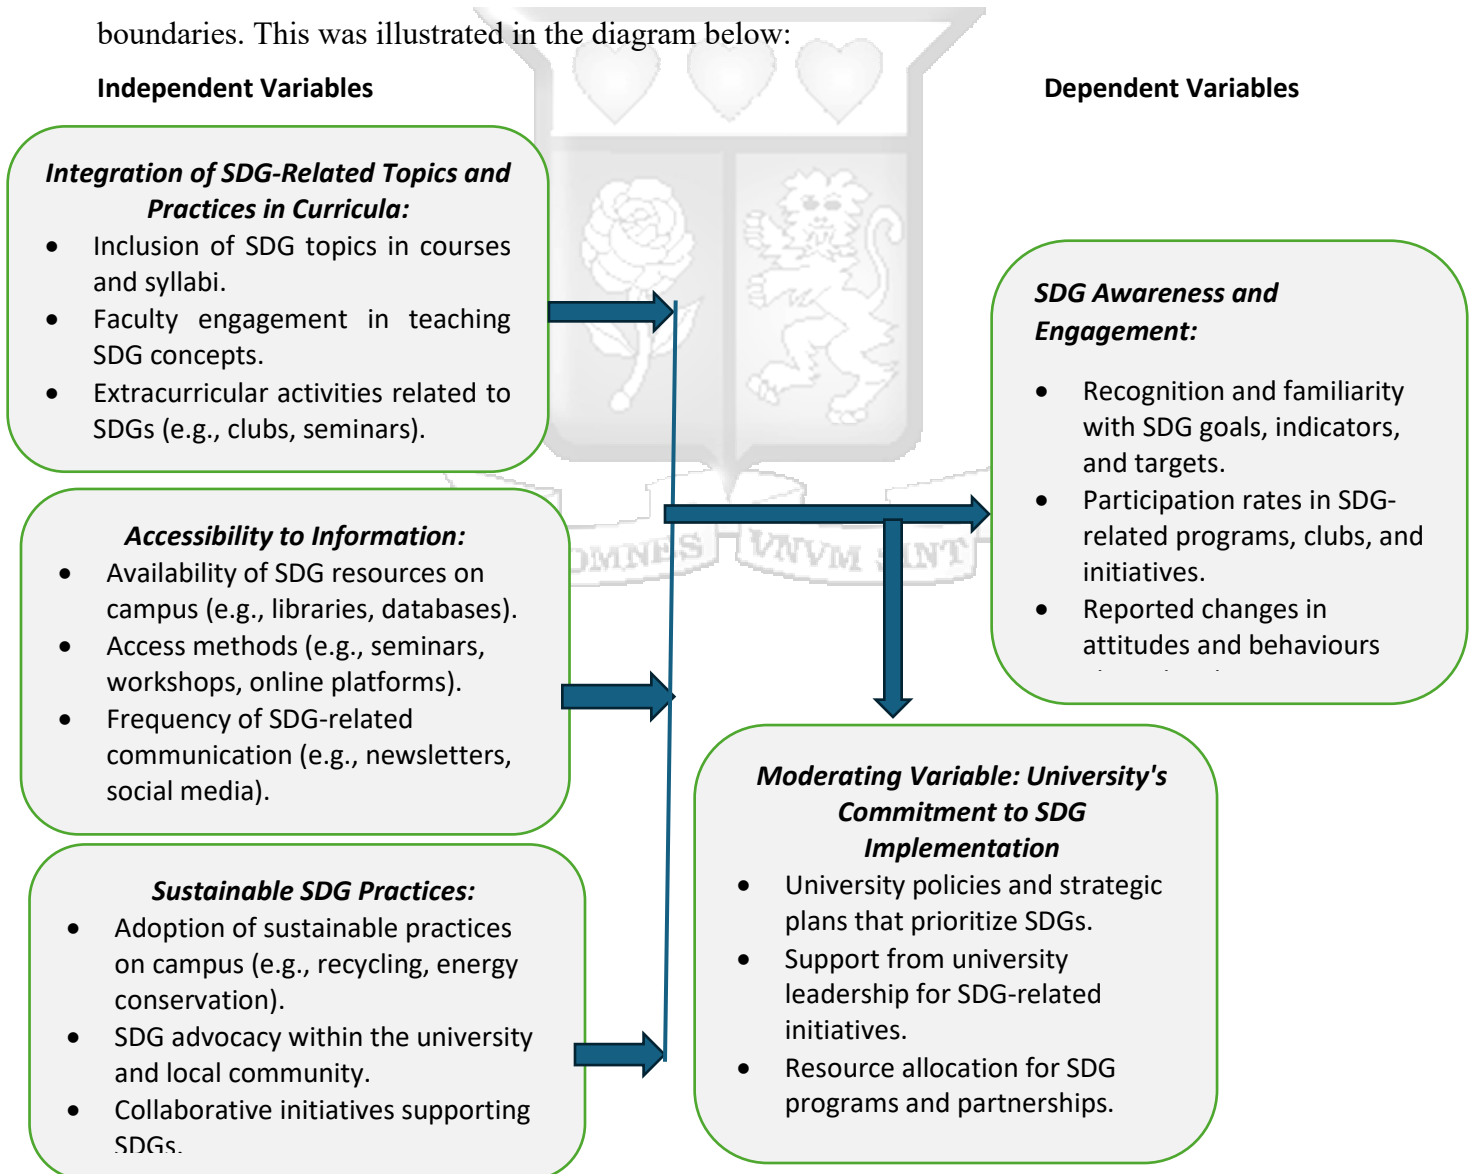 boundaries. This was illustrated in the diagram below:
Independent Variables
Dependent Variables
Integration of SDG-Related Topics and
Practices in Curricula:
• Inclusion of SDG topics in courses
and syllabi.
• Faculty engagement in teaching
SDG concepts.
• Extracurricular activities related to
SDGs (e.g., clubs, seminars).
Accessibility to Information:
• Availability of SDG resources on
campus (e.g., libraries, databases).
• Access methods (e.g., seminars,
workshops, online platforms).
• Frequency of SDG-related
communication (e.g., newsletters,
social media).
Sustainable SDG Practices:
• Adoption of sustainable practices
on campus (e.g., recycling, energy
conservation).
• SDG advocacy within the university
and local community.
• Collaborative initiatives supporting
SDGs.
SDG Awareness and
Engagement:
• Recognition and familiarity
with SDG goals, indicators,
and targets.
• Participation rates in SDG-
related programs, clubs, and
initiatives.
• Reported changes in
attitudes and behaviours
Moderating Variable: University's
Commitment to SDG
Implementation
• University policies and strategic
plans that prioritize SDGs.
• Support from university
leadership for SDG-related
initiatives.
• Resource allocation for SDG
programs and partnerships.
OMNES VNVM SINT